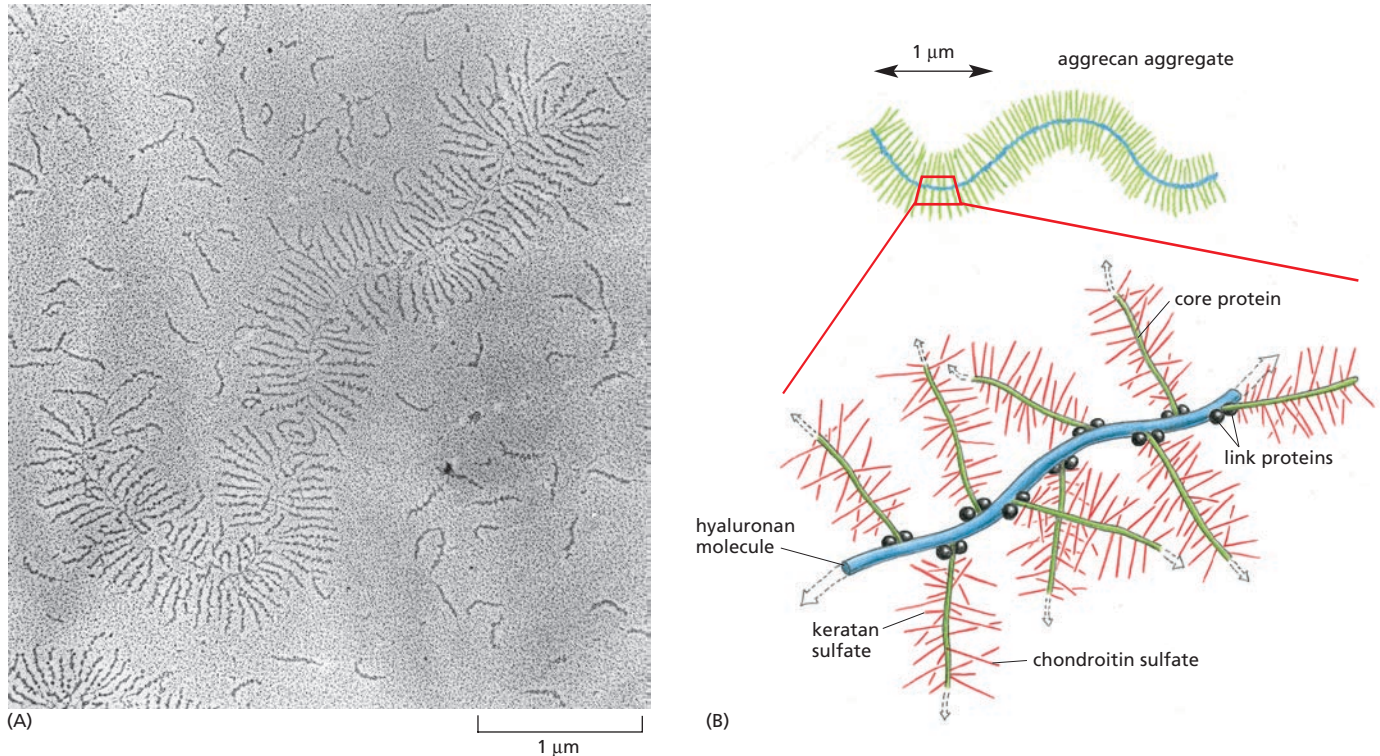 1 μm
aggrecan aggregate
core protein
link proteins
hyaluronan
molecule
keratan
sulfate
chondroitin sulfate
(A)
1 μm
(B)